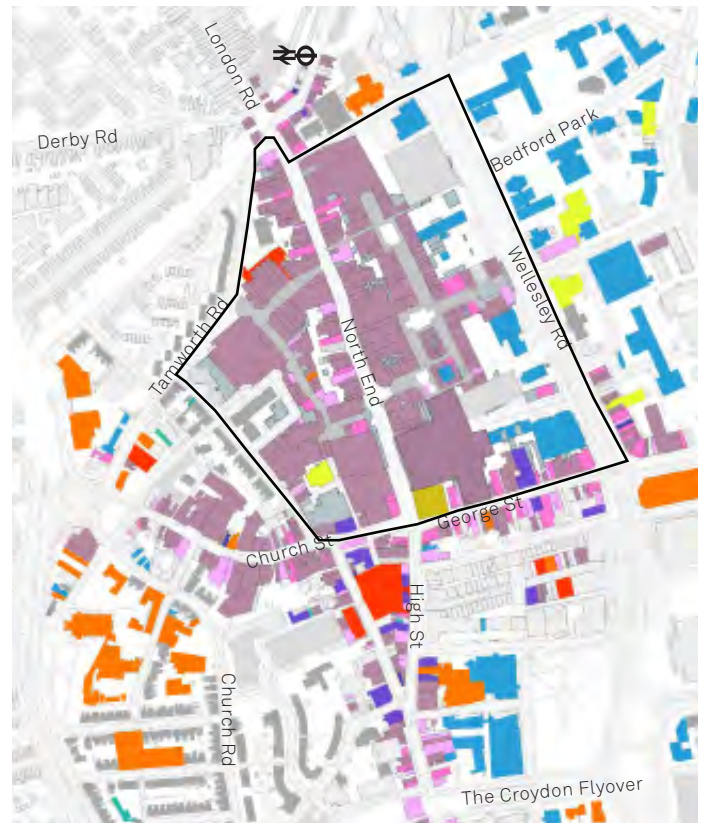 London Rd
Derby Rd
Bedford Park
Wellesley Rd
Tamworth Rd
North End
George St
Church St
High St
Church Rd
The Croydon Flyover